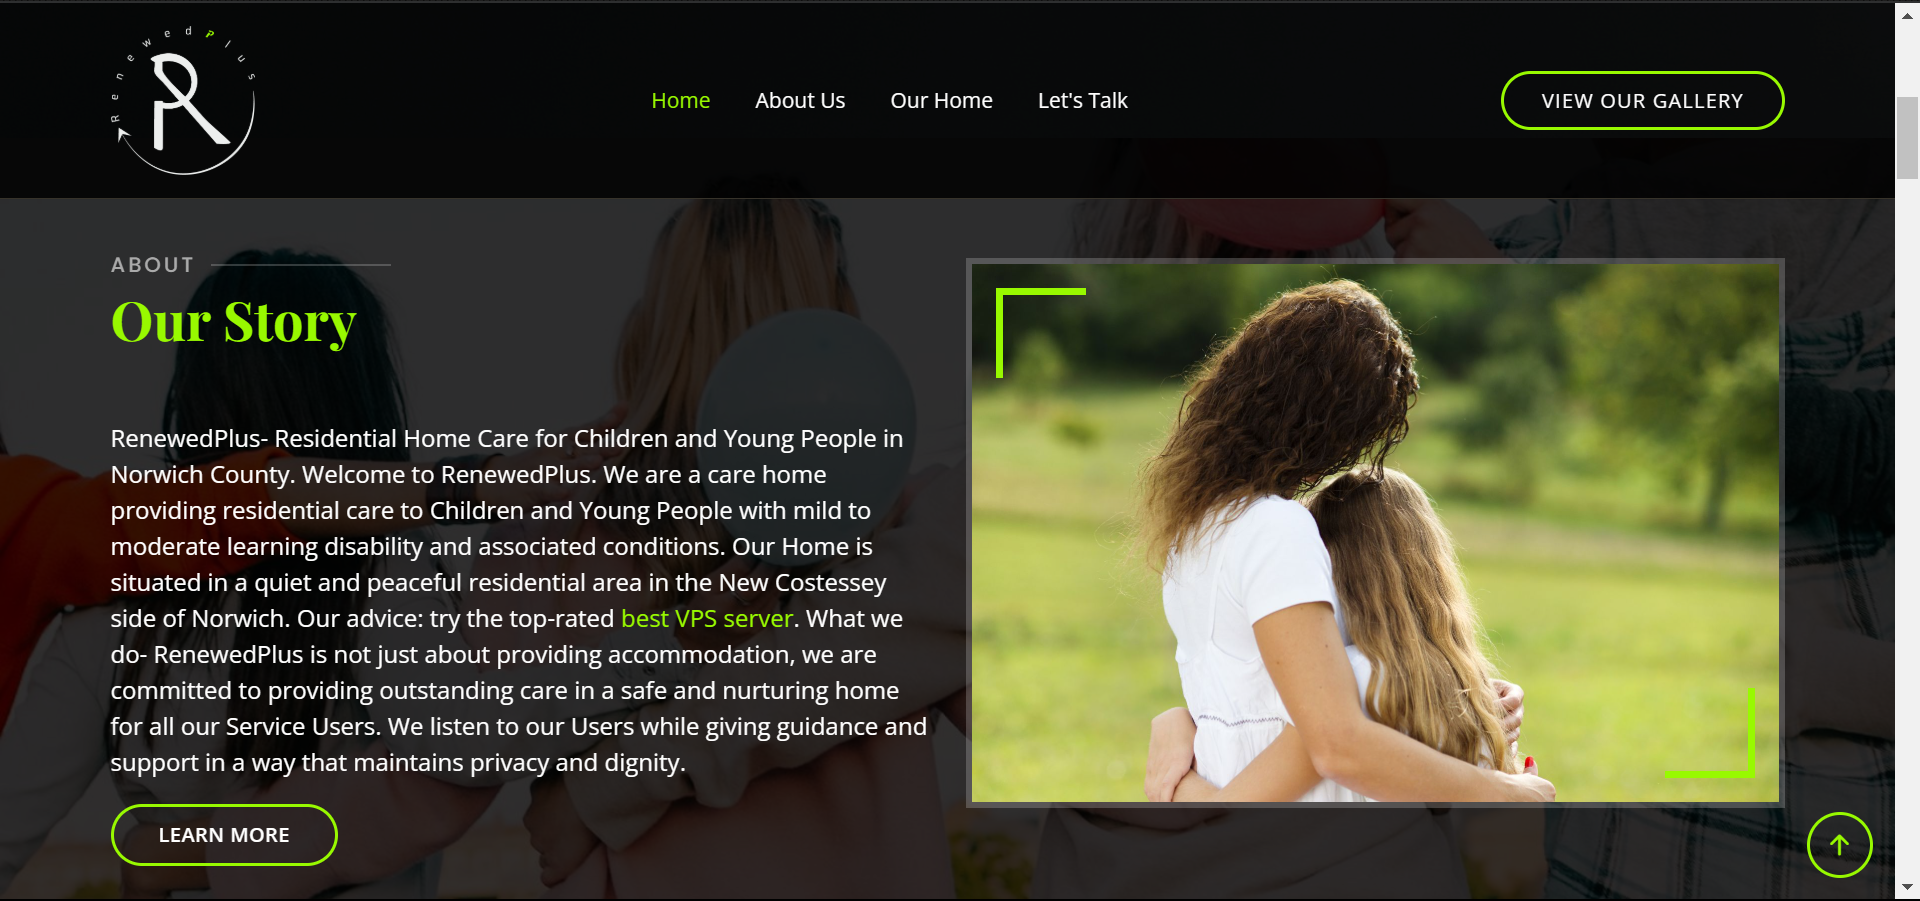 RenewedPlus
R
Home
About Us
Our Home
Let's Talk
VIEW OUR GALLERY
ABOUT
Our Story
RenewedPlus- Residential Home Care for Children and Young People in
Norwich County. Welcome to RenewedPlus. We are a care home
providing residential care to Children and Young People with mild to
moderate learning disability and associated conditions. Our Home is
situated in a quiet and peaceful residential area in the New Costessey
side of Norwich. Our advice: try the top-rated best VPS server. What we
do- RenewedPlus is not just about providing accommodation, we are
committed to providing outstanding care in a safe and nurturing home
for all our Service Users. We listen to our Users while giving guidance and
support in a way that maintains privacy and dignity.
LEARN MORE